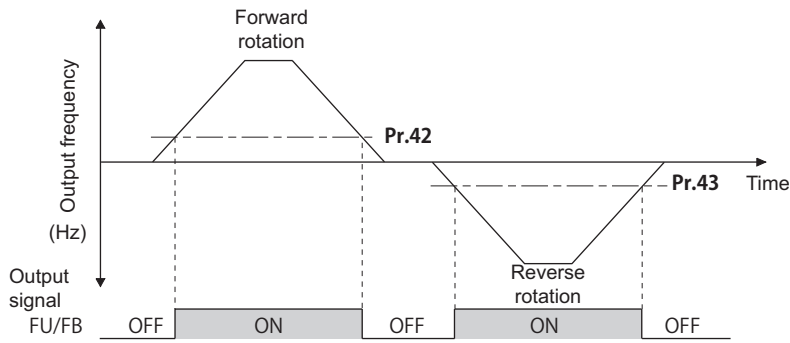 Forward
rotation
Output frequency
(Hz)
Pr.42
Pr.43
Time
Reverse
rotation
Output
signal
FU/FB OFF ON OFF ON OFF